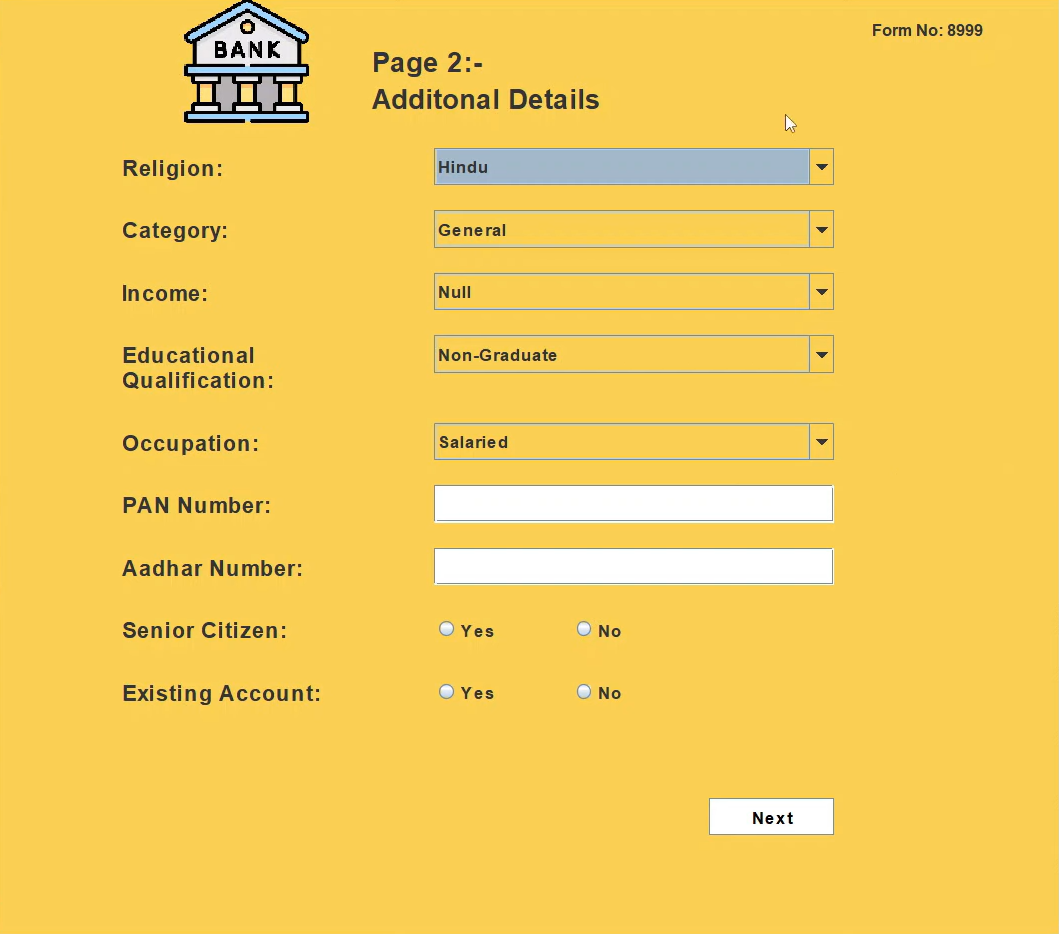 BANK
Form No: 8999
Page 2:-
Additonal Details
Religion:
Hindu
Category:
General
Income:
Null
Educational
Qualification:
Non-Graduate
Occupation:
Salaried
PAN Number:
Aadhar Number:
Senior Citizen:
Yes No
Existing Account:
Yes No
Next